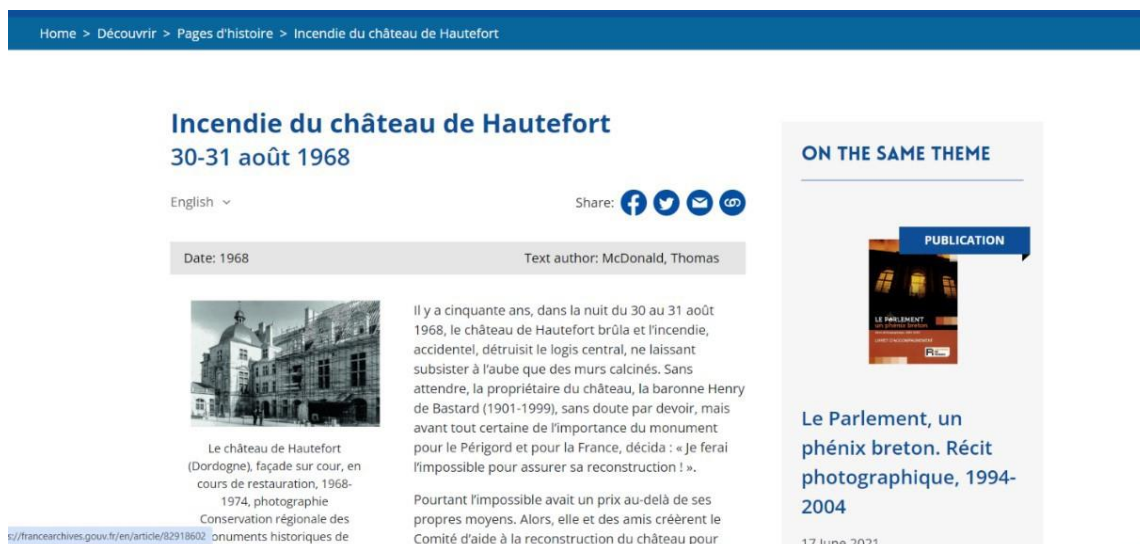 Home > Découvrir > Pages d'histoire > Incendie du château de Hautefort
Incendie du château de Hautefort
30-31 août 1968
English
Share:
Date: 1968
Text author: McDonald, Thomas
Le château de Hautefort
(Dordogne), façade sur cour, en
cours de restauration, 1968-
1974, photographie
Conservation régionale des
monuments historiques de
Il y a cinquante ans, dans la nuit du 30 au 31 août
1968, le château de Hautefort brûla et l'incendie,
accidentel, détruisit le logis central, ne laissant
subsister à l'aube que des murs calcinés. Sans
attendre, la propriétaire du château, la baronne Henry
de Bastard (1901-1999), sans doute par devoir, mais
avant tout certaine de l'importance du monument
pour le Périgord et pour la France, décida : « Je ferai
l'impossible pour assurer sa reconstruction ! ».
Pourtant l'impossible avait un prix au-delà de ses
propres moyens. Alors, elle et des amis créèrent le
Comité d'aide à la reconstruction du château pour
ON THE SAME THEME
PUBLICATION
LE PARLEMENT
un phénix breton
LIVRET D'ACCOMPAGNEMENT
Le Parlement, un
phénix breton. Récit
photographique, 1994-
2004
17 June 2021
s://francearchives.gouv.fr/en/article/82918602